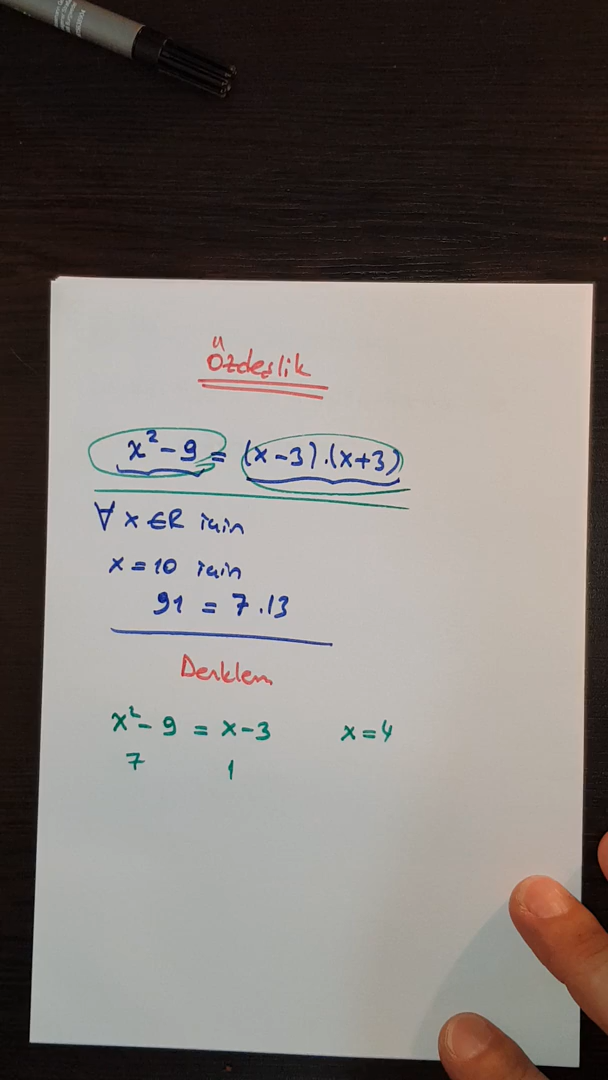 Özdeşlik
x² - 9 = (x - 3) . (x + 3)
∀ x ∈ R için
x = 10 için
91 = 7 . 13
Denklem
x² - 9 = x - 3 x = 4
7 1